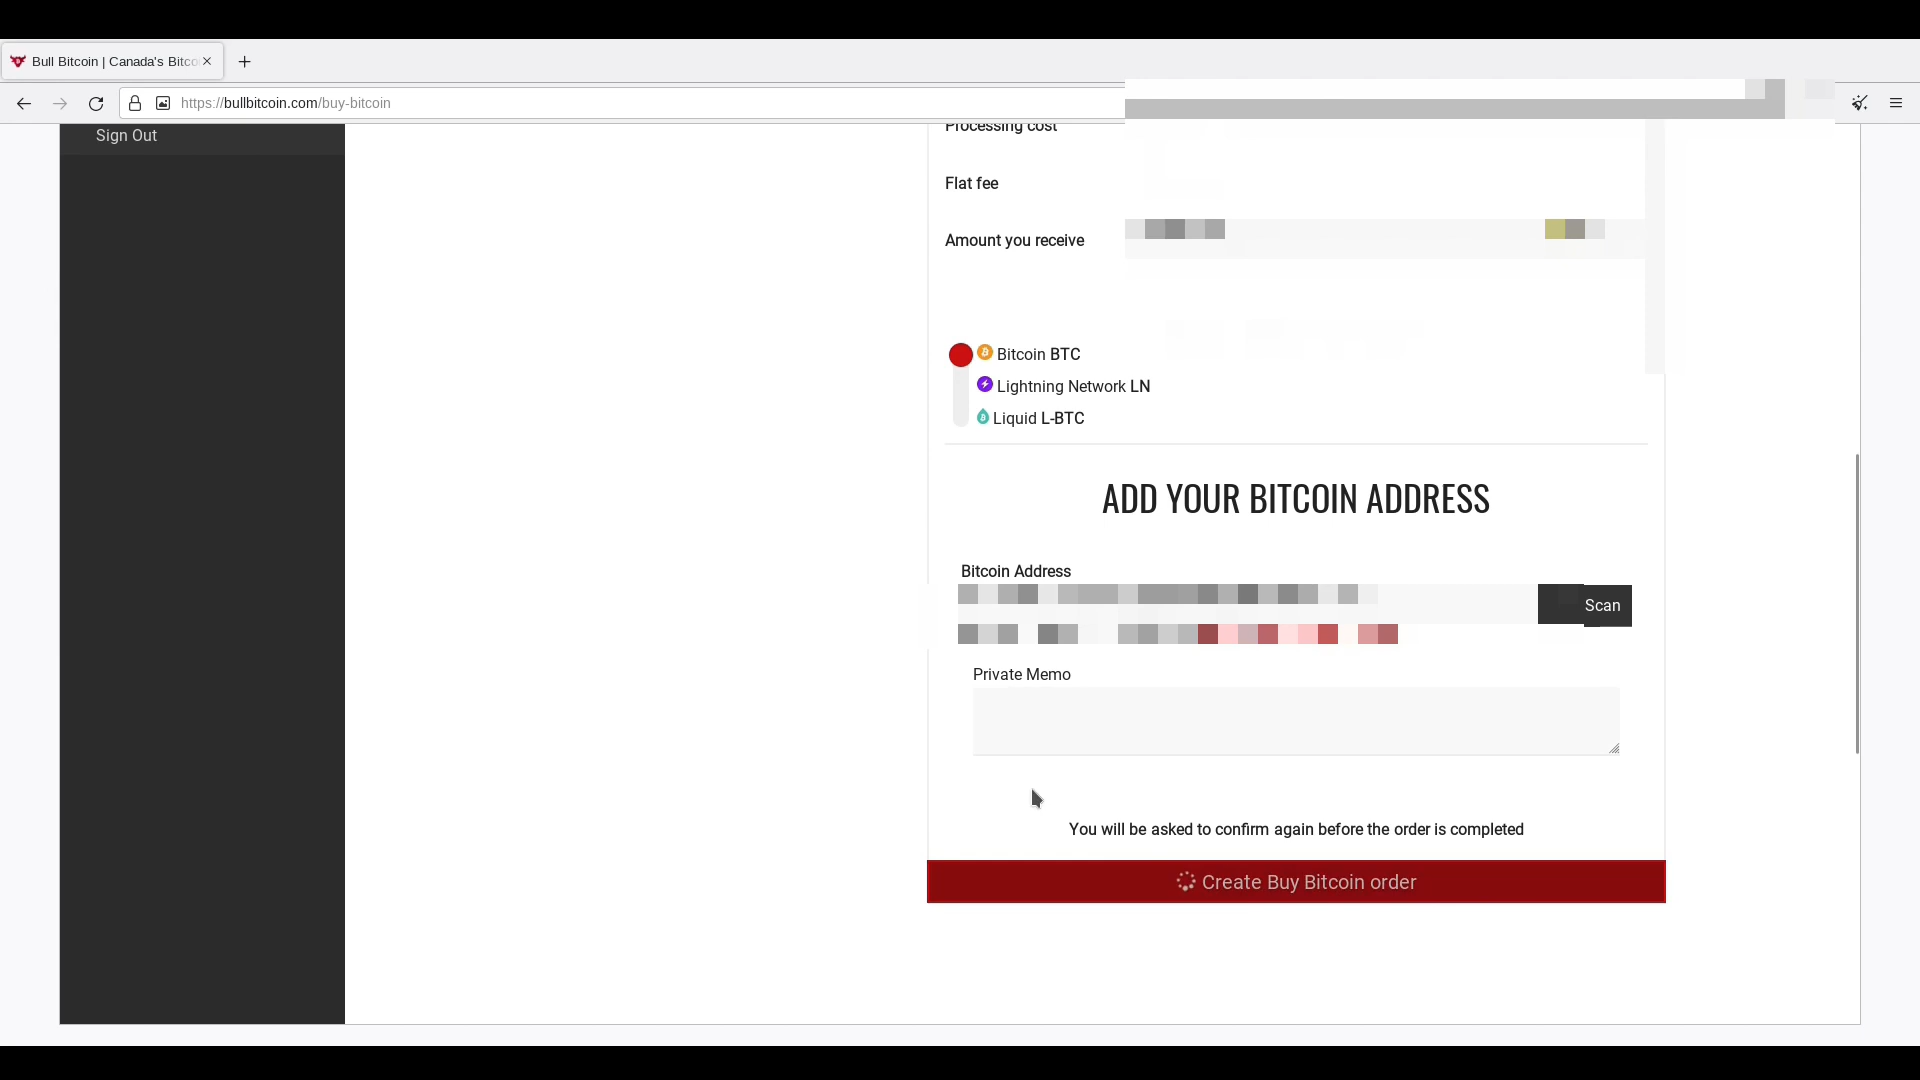 Bull Bitcoin | Canada's Bitco
https://bullbitcoin.com/buy-bitcoin
Sign Out
Processing cost
Flat fee
Amount you receive
Bitcoin BTC
Lightning Network LN
Liquid L-BTC
ADD YOUR BITCOIN ADDRESS
Bitcoin Address
Scan
Private Memo
You will be asked to confirm again before the order is completed
Create Buy Bitcoin order